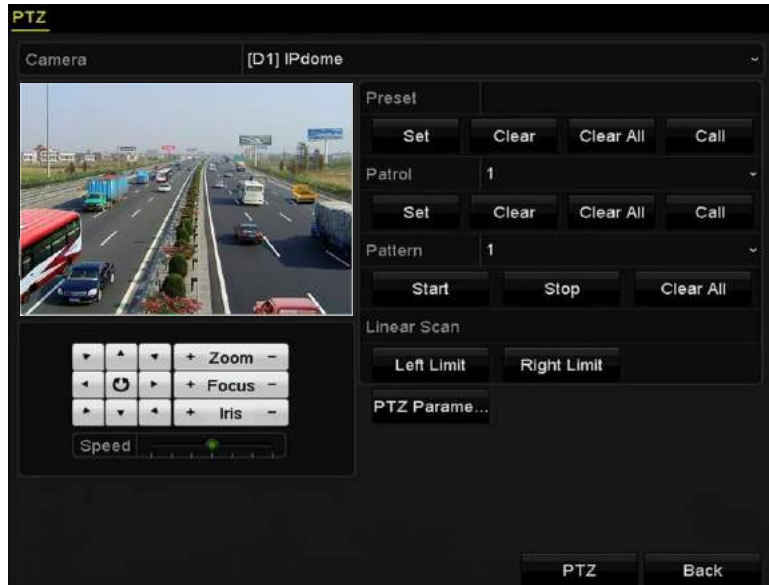 PTZ
Camera [D1] IPdome
Preset
Set Clear Clear All Call
Patrol 1
Set Clear Clear All Call
Pattern 1
Start Stop Clear All
Linear Scan
Left Limit Right Limit
PTZ Parame...
+ Zoom -
+ Focus -
+ Iris -
Speed
PTZ Back